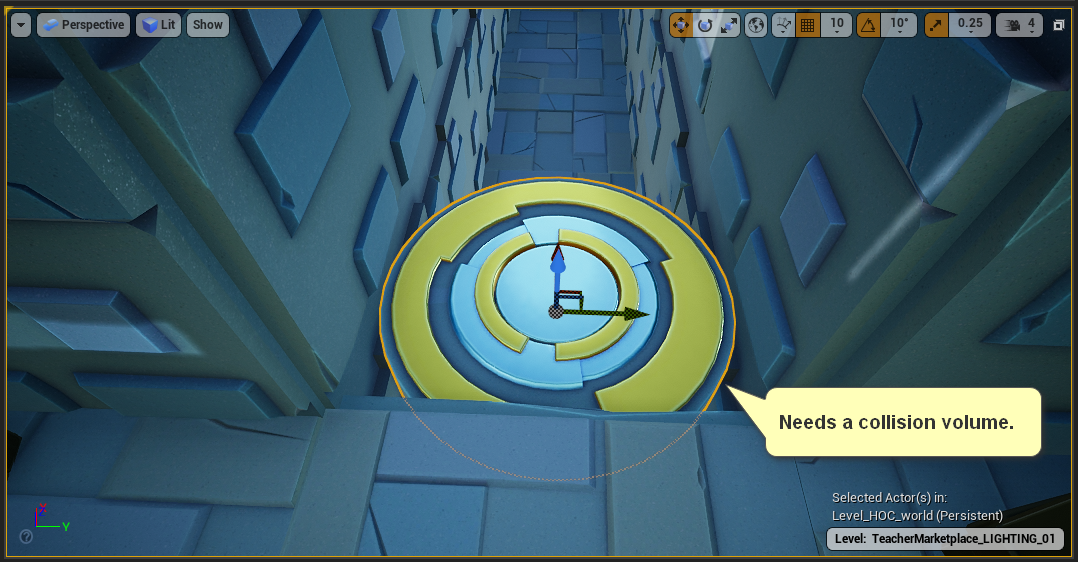 Perspective Lit Show 10 10° 0.25 4
Needs a collision volume.
Selected Actor(s) in:
Level_HOC_world (Persistent)
Level: TeacherMarketplace_LIGHTING_01
Z
Y
?